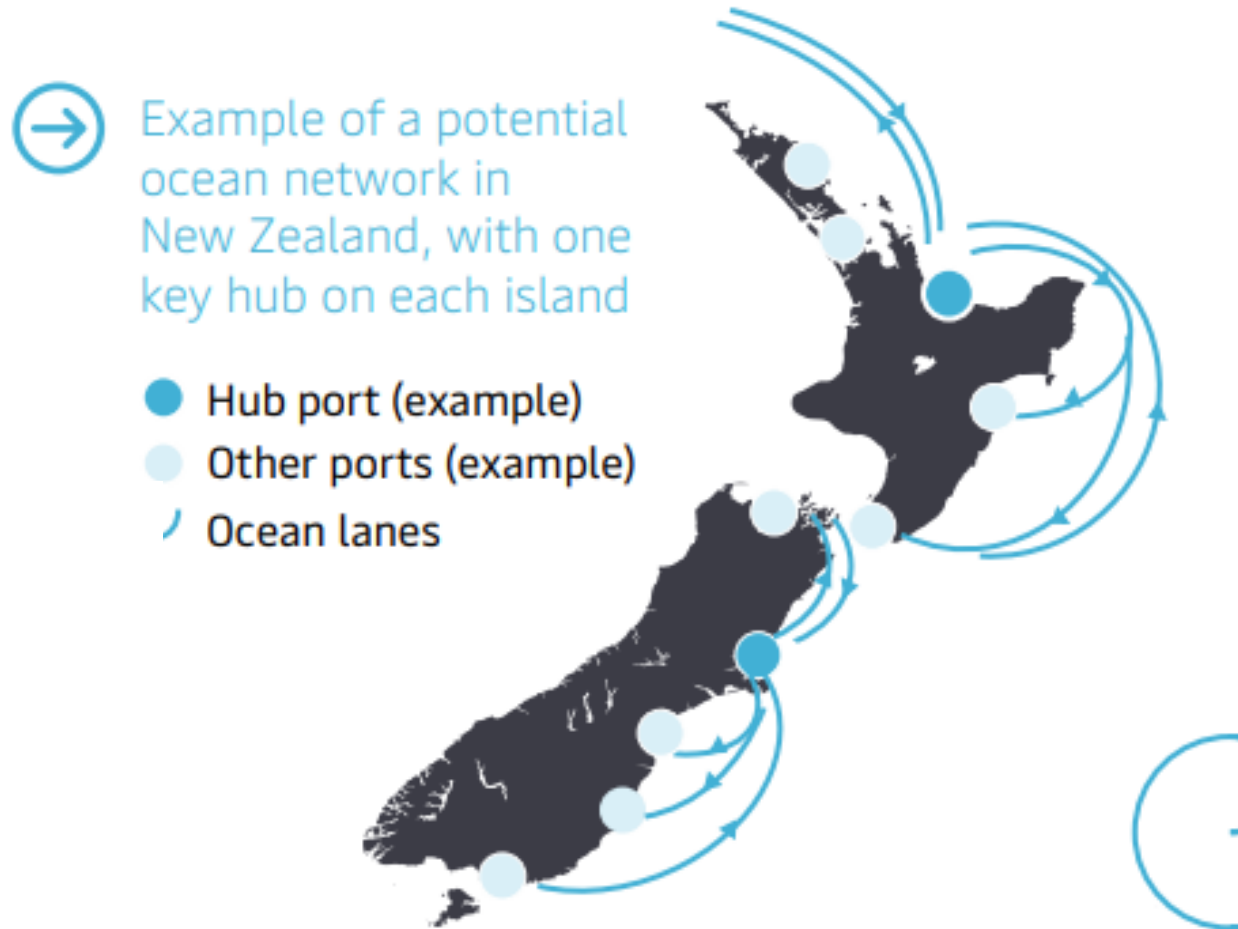 Example of a potential
ocean network in
New Zealand, with one
key hub on each island
Hub port (example)
Other ports (example)
Ocean lanes